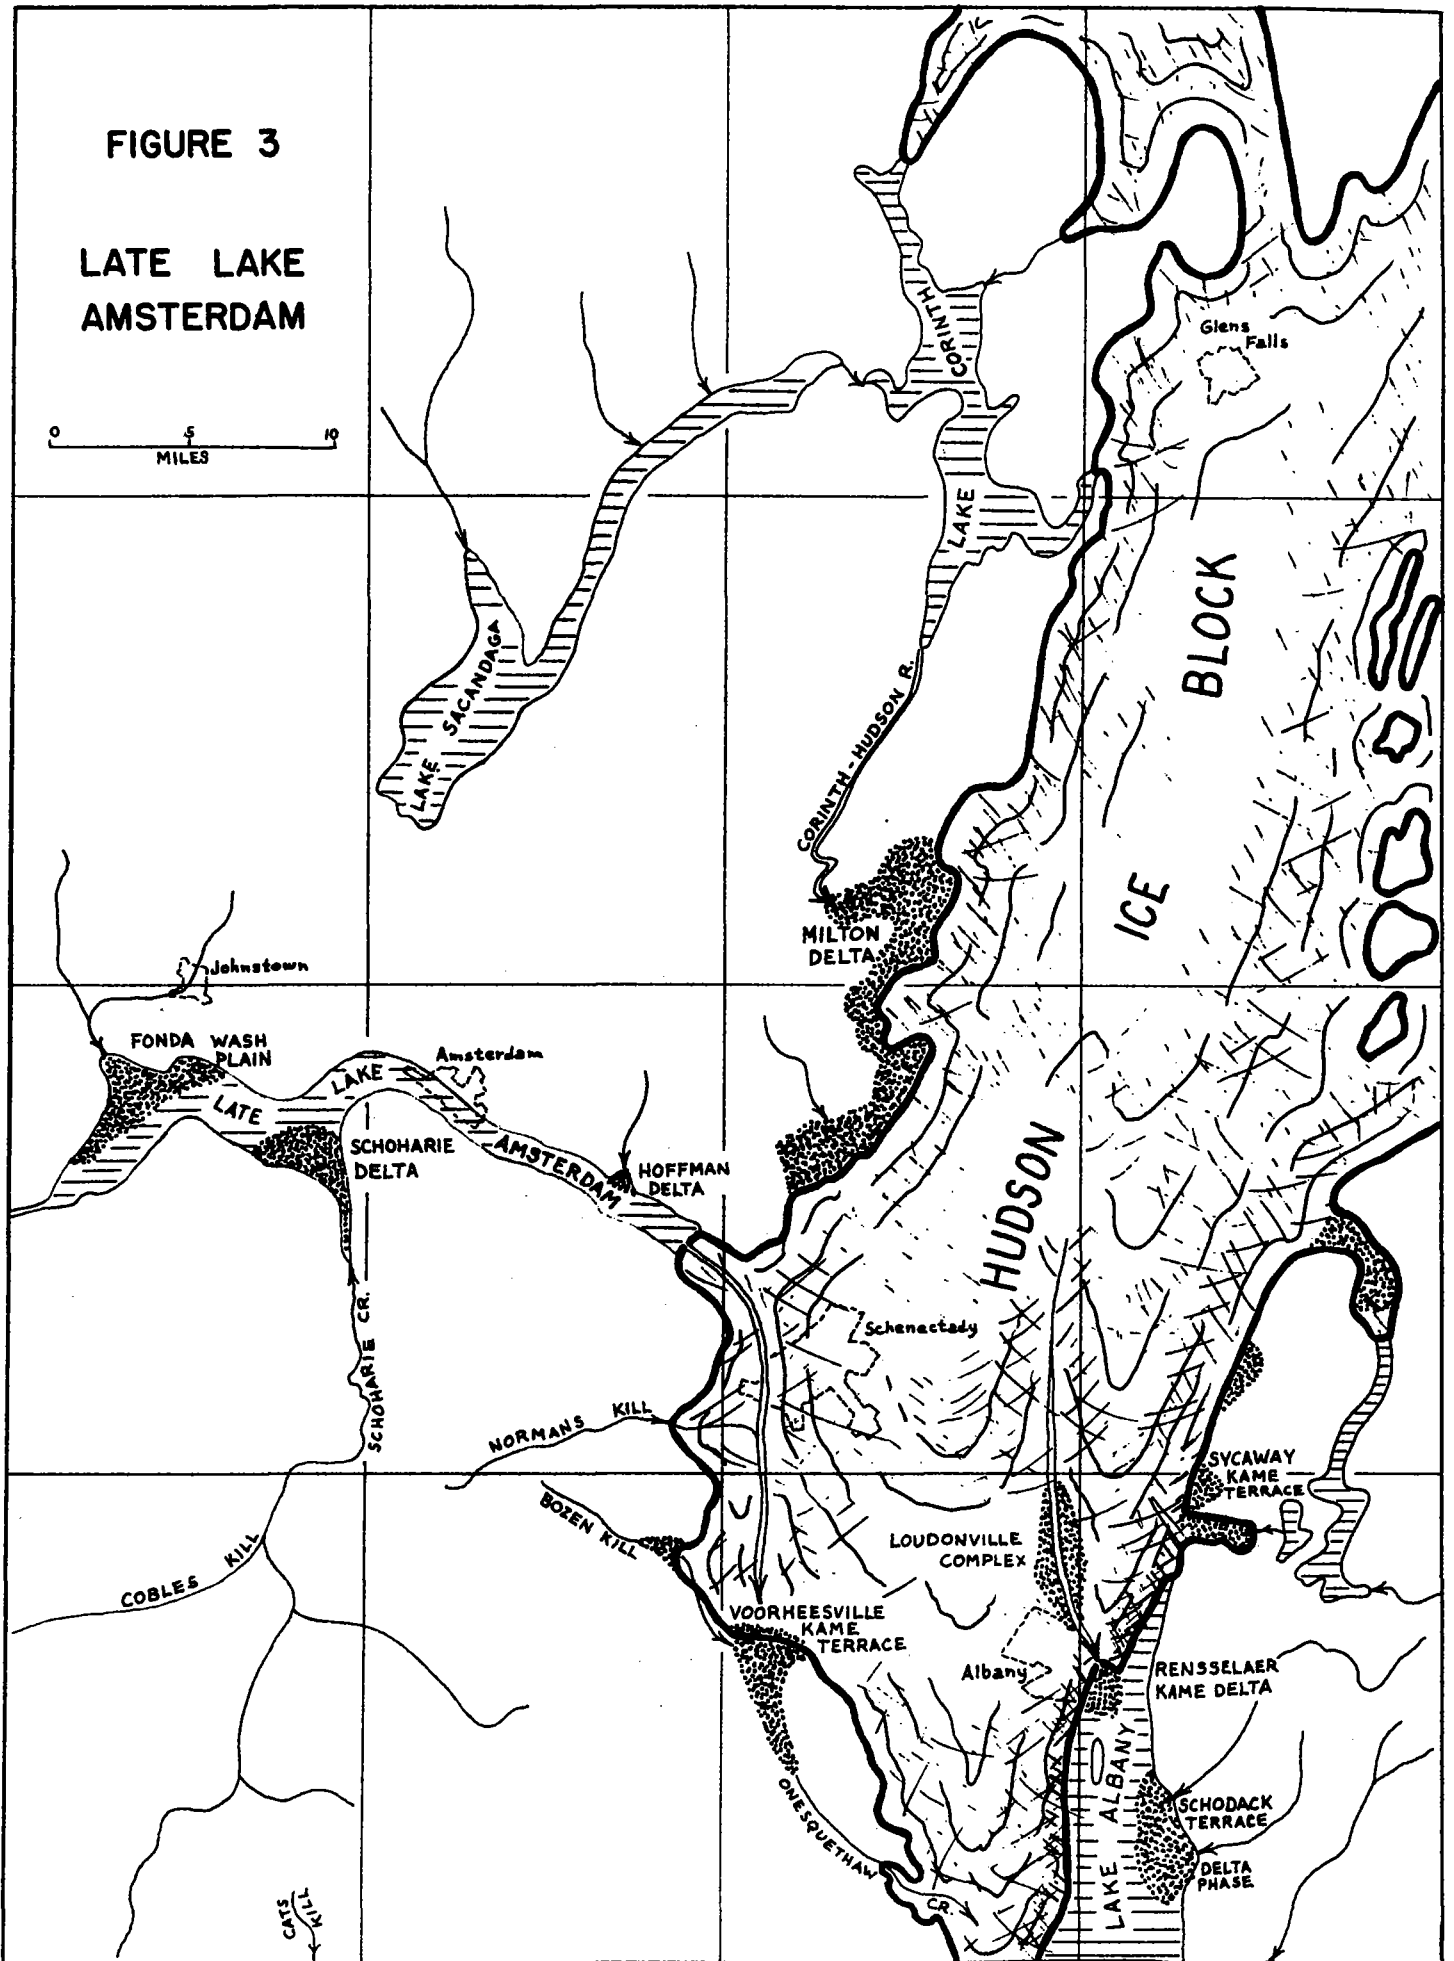 FIGURE 3
LATE LAKE
AMSTERDAM
0 5 10
MILES
Glens
Falls
CORINTH
LAKE
LAKE SACANDAGA
CORINTH-HUDSON R.
HUDSON ICE BLOCK
MILTON
DELTA
Johnstown
FONDA WASH
PLAIN
Amsterdam
LATE LAKE AMSTERDAM
SCHOHARIE
DELTA
HOFFMAN
DELTA
SCHOHARIE CR.
Schenectady
NORMANS KILL
BOZEN KILL
COBLES KILL
SYCAWAY
KAME
TERRACE
LOUDONVILLE
COMPLEX
VOORHEESVILLE
KAME
TERRACE
Albany
RENSSELAER
KAME DELTA
LAKE ALBANY
SCHODACK
TERRACE
DELTA
PHASE
ONESQUETHAW CR.
CATS
KILL